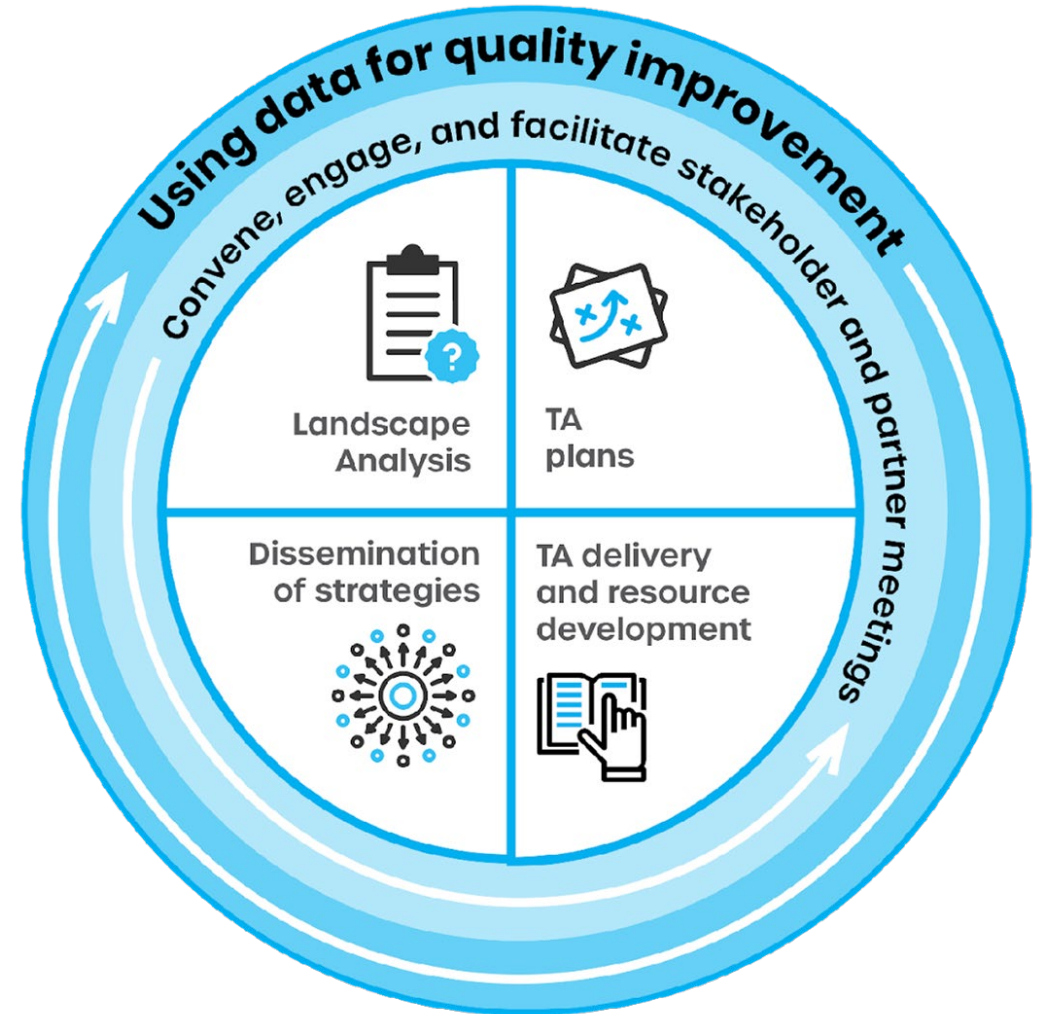 Using data for quality improvement
Convene, engage, and facilitate stakeholder and partner meetings
?
Landscape
Analysis
TA
plans
Dissemination
of strategies
TA delivery
and resource
development